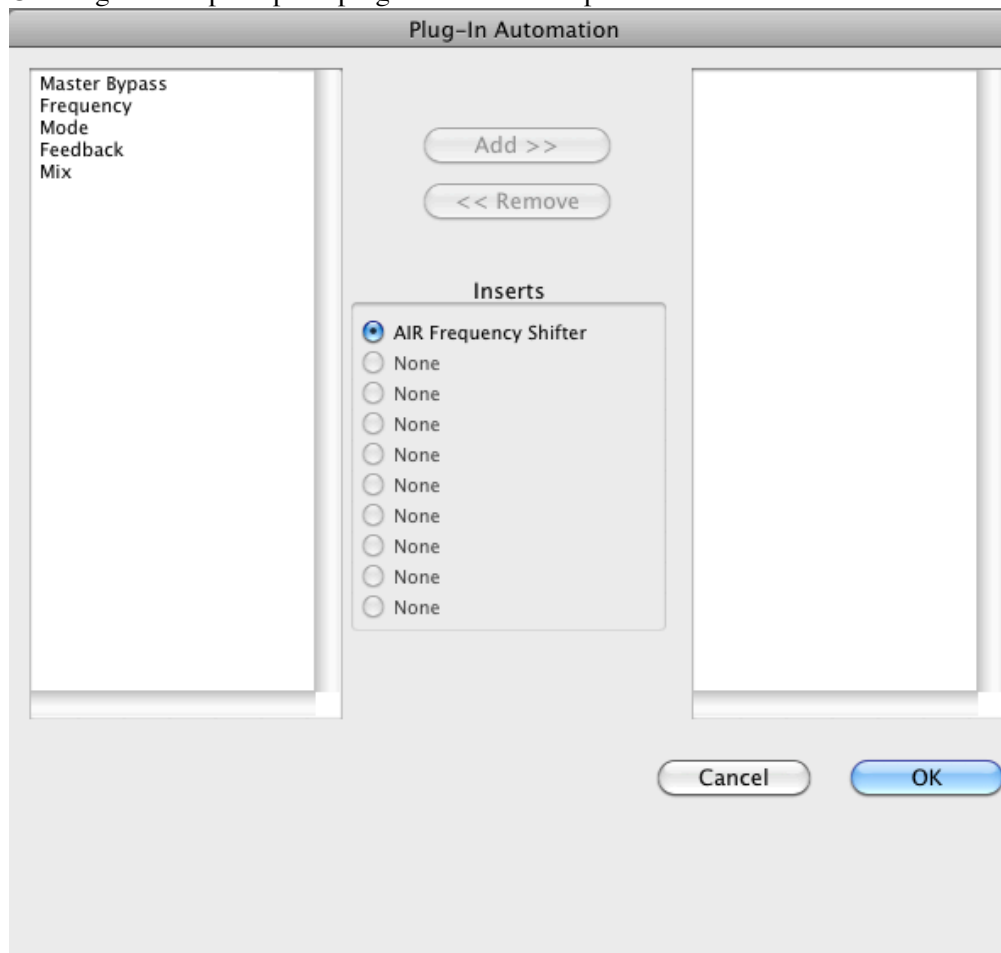 Plug-In Automation
Master Bypass
Frequency
Mode
Feedback
Mix
Add >>
<< Remove
Inserts
AIR Frequency Shifter
None
None
None
None
None
None
None
None
None
Cancel
OK